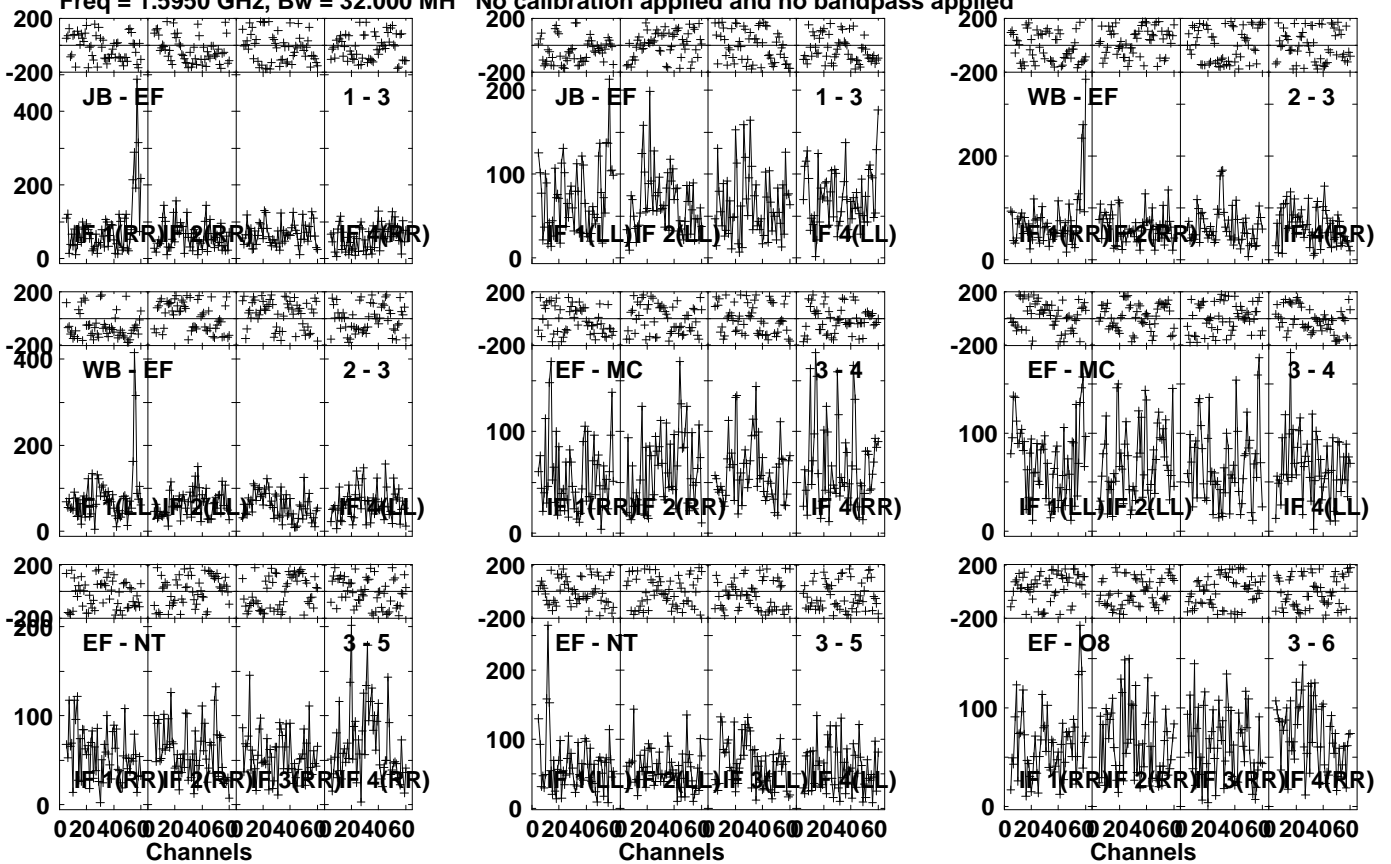 Freq = 1.5950 GHz, Bw = 32.000 MH No calibration applied and no bandpass applied
200 200 200
-200 -200 -200
JB - EF 1 - 3 JB - EF 1 - 3 WB - EF 2 - 3
400 200 200
200 100
IF 1(RR) IF 2(RR) IF 4(RR) IF 1(LL) IF 2(LL) IF 4(LL) IF 1(RR) IF 2(RR) IF 4(RR)
0 0 0
200 200 200
-200 -200 -200
400
WB - EF 2 - 3 EF - MC 3 - 4 EF - MC 3 - 4
200 100 100
IF 1(LL) IF 2(LL) IF 4(LL) IF 1(RR) IF 2(RR) IF 4(RR) IF 1(LL) IF 2(LL) IF 4(LL)
0 0 0
200 200 200
-200 -200 -200
200
EF - NT 3 - 5 EF - NT 3 - 5 EF - O8 3 - 6
200
100 100 100
IF 1(RR) IF 2(RR) IF 3(RR) IF 4(RR) IF 1(LL) IF 2(LL) IF 3(LL) IF 4(LL) IF 1(RR) IF 2(RR) IF 3(RR) IF 4(RR)
0 0 0
0 20 40 60 0 20 40 60 0 20 40 60 0 20 40 60 0 20 40 60 0 20 40 60 0 20 40 60 0 20 40 60 0 20 40 60 0 20 40 60 0 20 40 60 0 20 40 60
Channels Channels Channels